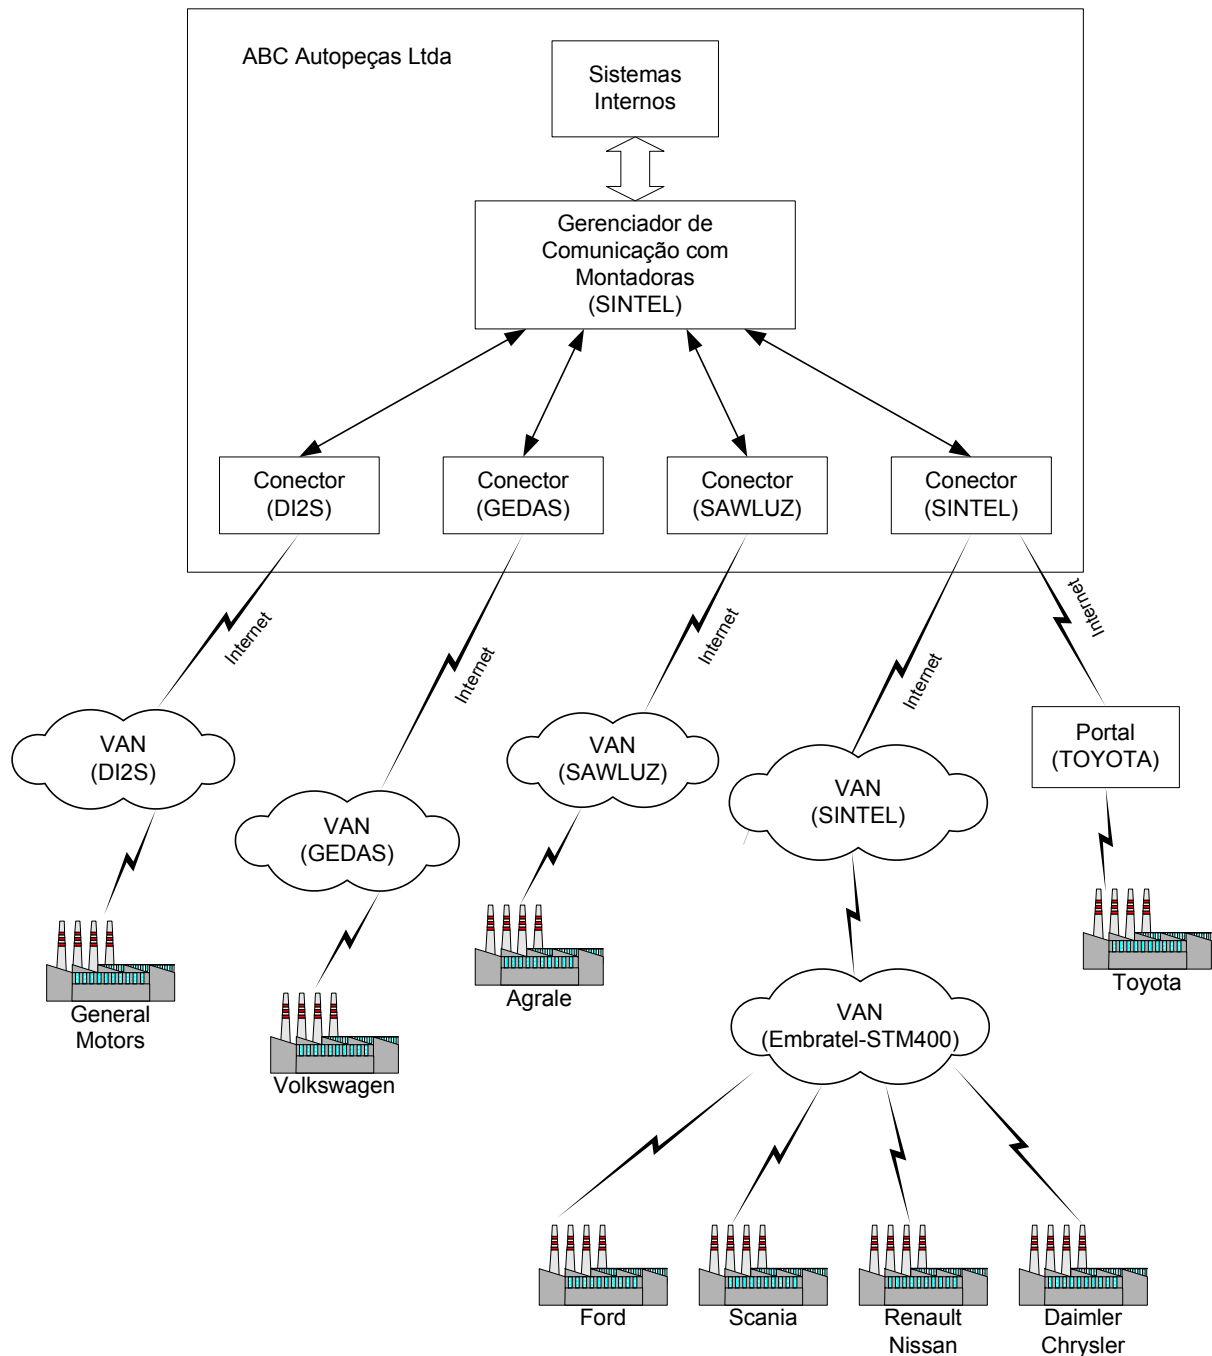 ABC Autopeças Ltda
Sistemas
Internos
Gerenciador de
Comunicação com
Montadoras
(SINTEL)
Conector
(DI2S)
Conector
(GEDAS)
Conector
(SAWLUZ)
Conector
(SINTEL)
Internet
Internet
Internet
Internet
Internet
VAN
(DI2S)
VAN
(GEDAS)
VAN
(SAWLUZ)
VAN
(SINTEL)
Portal
(TOYOTA)
General
Motors
Volkswagen
Agrale
Toyota
VAN
(Embratel-STM400)
Ford
Scania
Renault
Nissan
Daimler
Chrysler